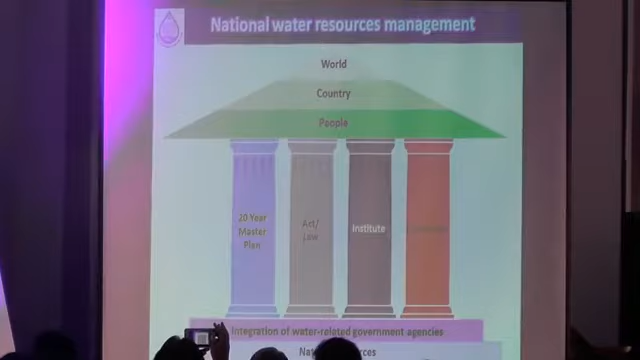 National water resources management
World
Country
People
20 Year
Master
Plan
Act/
Law
Institute
Integration of water-related government agencies